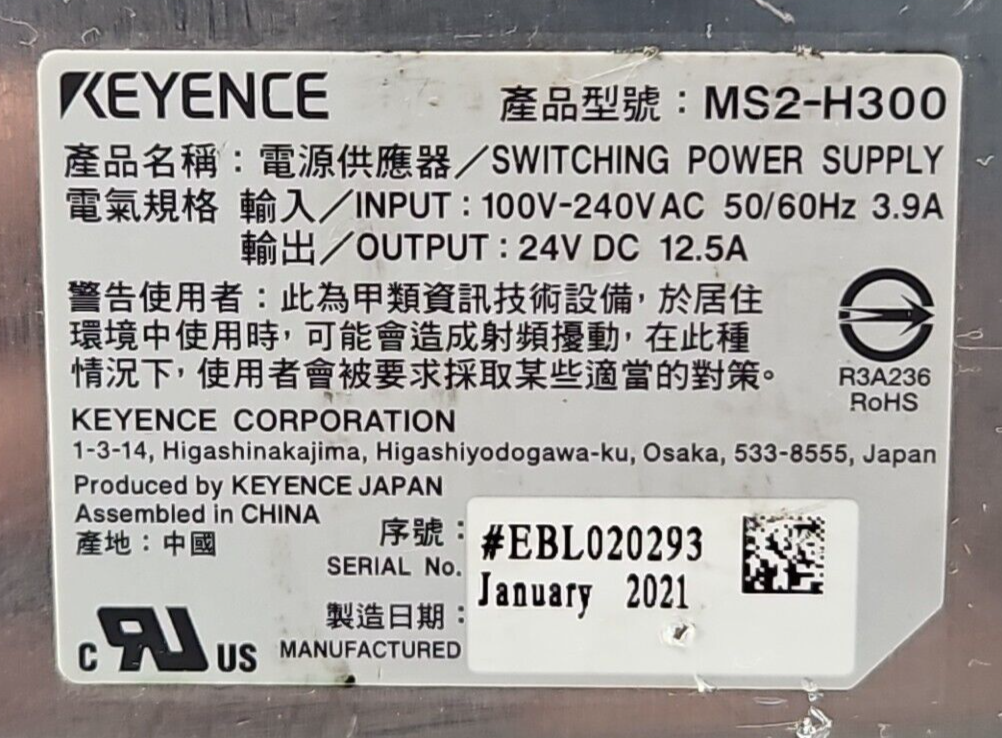 KEYENCE 產品型號：MS2-H300
產品名稱：電源供應器／SWITCHING POWER SUPPLY
電氣規格 輸入／INPUT：100V-240VAC 50/60Hz 3.9A
輸出／OUTPUT：24V DC 12.5A
警告使用者：此為甲類資訊技術設備，於居住
環境中使用時，可能會造成射頻擾動，在此種
情況下，使用者會被要求採取某些適當的對策。
R3A236
RoHS
KEYENCE CORPORATION
1-3-14, Higashinakajima, Higashiyodogawa-ku, Osaka, 533-8555, Japan
Produced by KEYENCE JAPAN
Assembled in CHINA
產地：中國
序號：
SERIAL No.
#EBL020293
製造日期：
MANUFACTURED
January 2021
C RU US